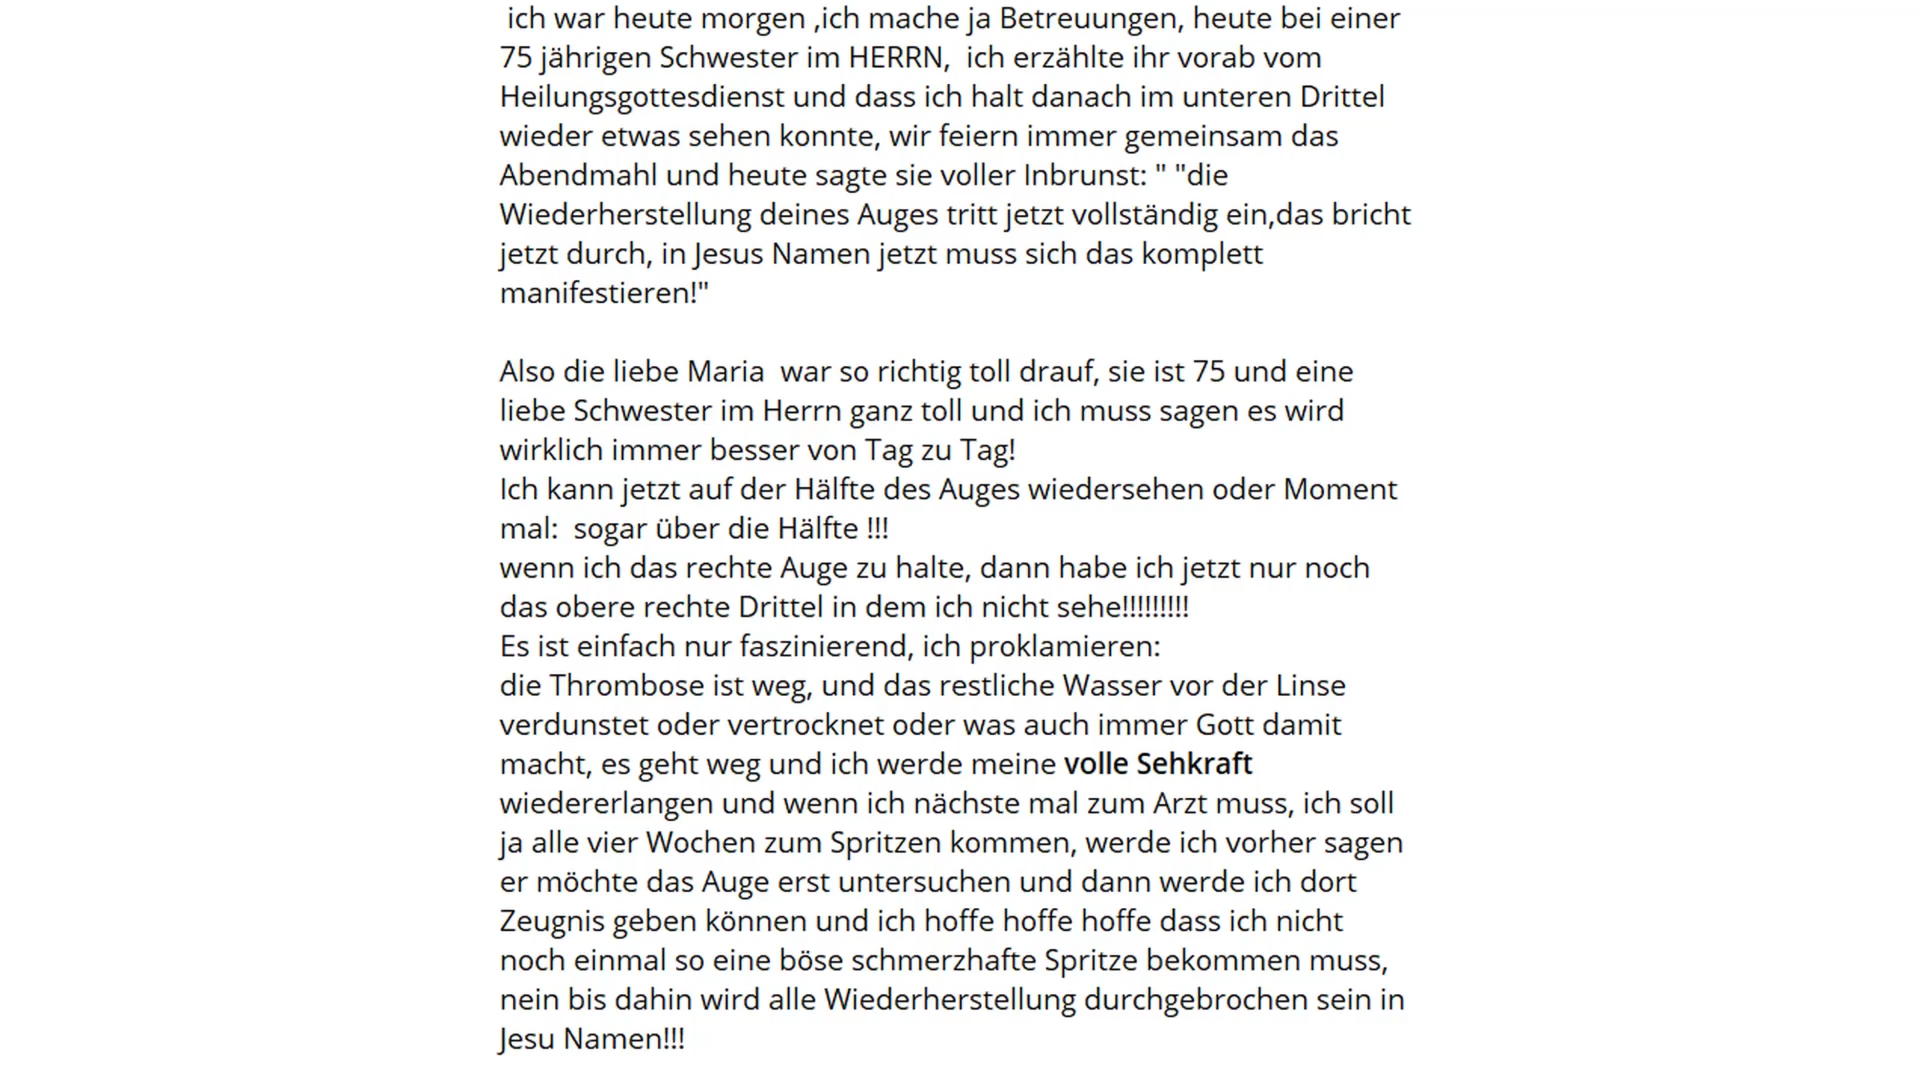 ich war heute morgen ,ich mache ja Betreuungen, heute bei einer
75 jährigen Schwester im HERRN,  ich erzählte ihr vorab vom
Heilungsgottesdienst und dass ich halt danach im unteren Drittel
wieder etwas sehen konnte, wir feiern immer gemeinsam das
Abendmahl und heute sagte sie voller Inbrunst: " "die
Wiederherstellung deines Auges tritt jetzt vollständig ein,das bricht
jetzt durch, in Jesus Namen jetzt muss sich das komplett
manifestieren!"
Also die liebe Maria  war so richtig toll drauf, sie ist 75 und eine
liebe Schwester im Herrn ganz toll und ich muss sagen es wird
wirklich immer besser von Tag zu Tag!
Ich kann jetzt auf der Hälfte des Auges wiedersehen oder Moment
mal:  sogar über die Hälfte !!!
wenn ich das rechte Auge zu halte, dann habe ich jetzt nur noch
das obere rechte Drittel in dem ich nicht sehe!!!!!!!!!
Es ist einfach nur faszinierend, ich proklamieren:
die Thrombose ist weg, und das restliche Wasser vor der Linse
verdunstet oder vertrocknet oder was auch immer Gott damit
macht, es geht weg und ich werde meine volle Sehkraft
wiedererlangen und wenn ich nächste mal zum Arzt muss, ich soll
ja alle vier Wochen zum Spritzen kommen, werde ich vorher sagen
er möchte das Auge erst untersuchen und dann werde ich dort
Zeugnis geben können und ich hoffe hoffe hoffe dass ich nicht
noch einmal so eine böse schmerzhafte Spritze bekommen muss,
nein bis dahin wird alle Wiederherstellung durchgebrochen sein in
Jesu Namen!!!